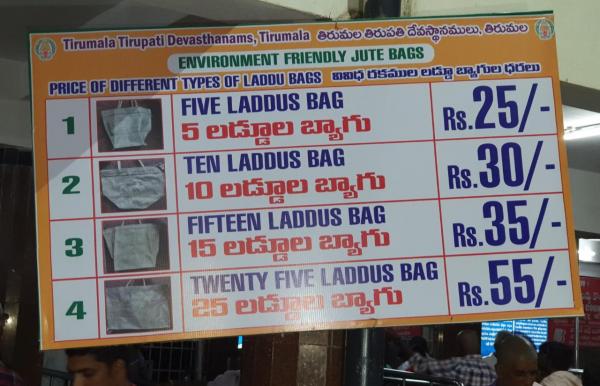 Tirumala Tirupati Devasthanams, Tirumala తిరుమల తిరుపతి దేవస్థానములు, తిరుమల
ENVIRONMENT FRIENDLY JUTE BAGS
PRICE OF DIFFERENT TYPES OF LADDU BAGS వివిధ రకముల లడ్డూ బ్యాగుల ధరలు
1 FIVE LADDUS BAG Rs.25/-
5 లడ్డూల బ్యాగు
2 TEN LADDUS BAG Rs.30/-
10 లడ్డూల బ్యాగు
3 FIFTEEN LADDUS BAG Rs.35/-
15 లడ్డూల బ్యాగు
4 TWENTY FIVE LADDUS BAG Rs.55/-
25 లడ్డూల బ్యాగు